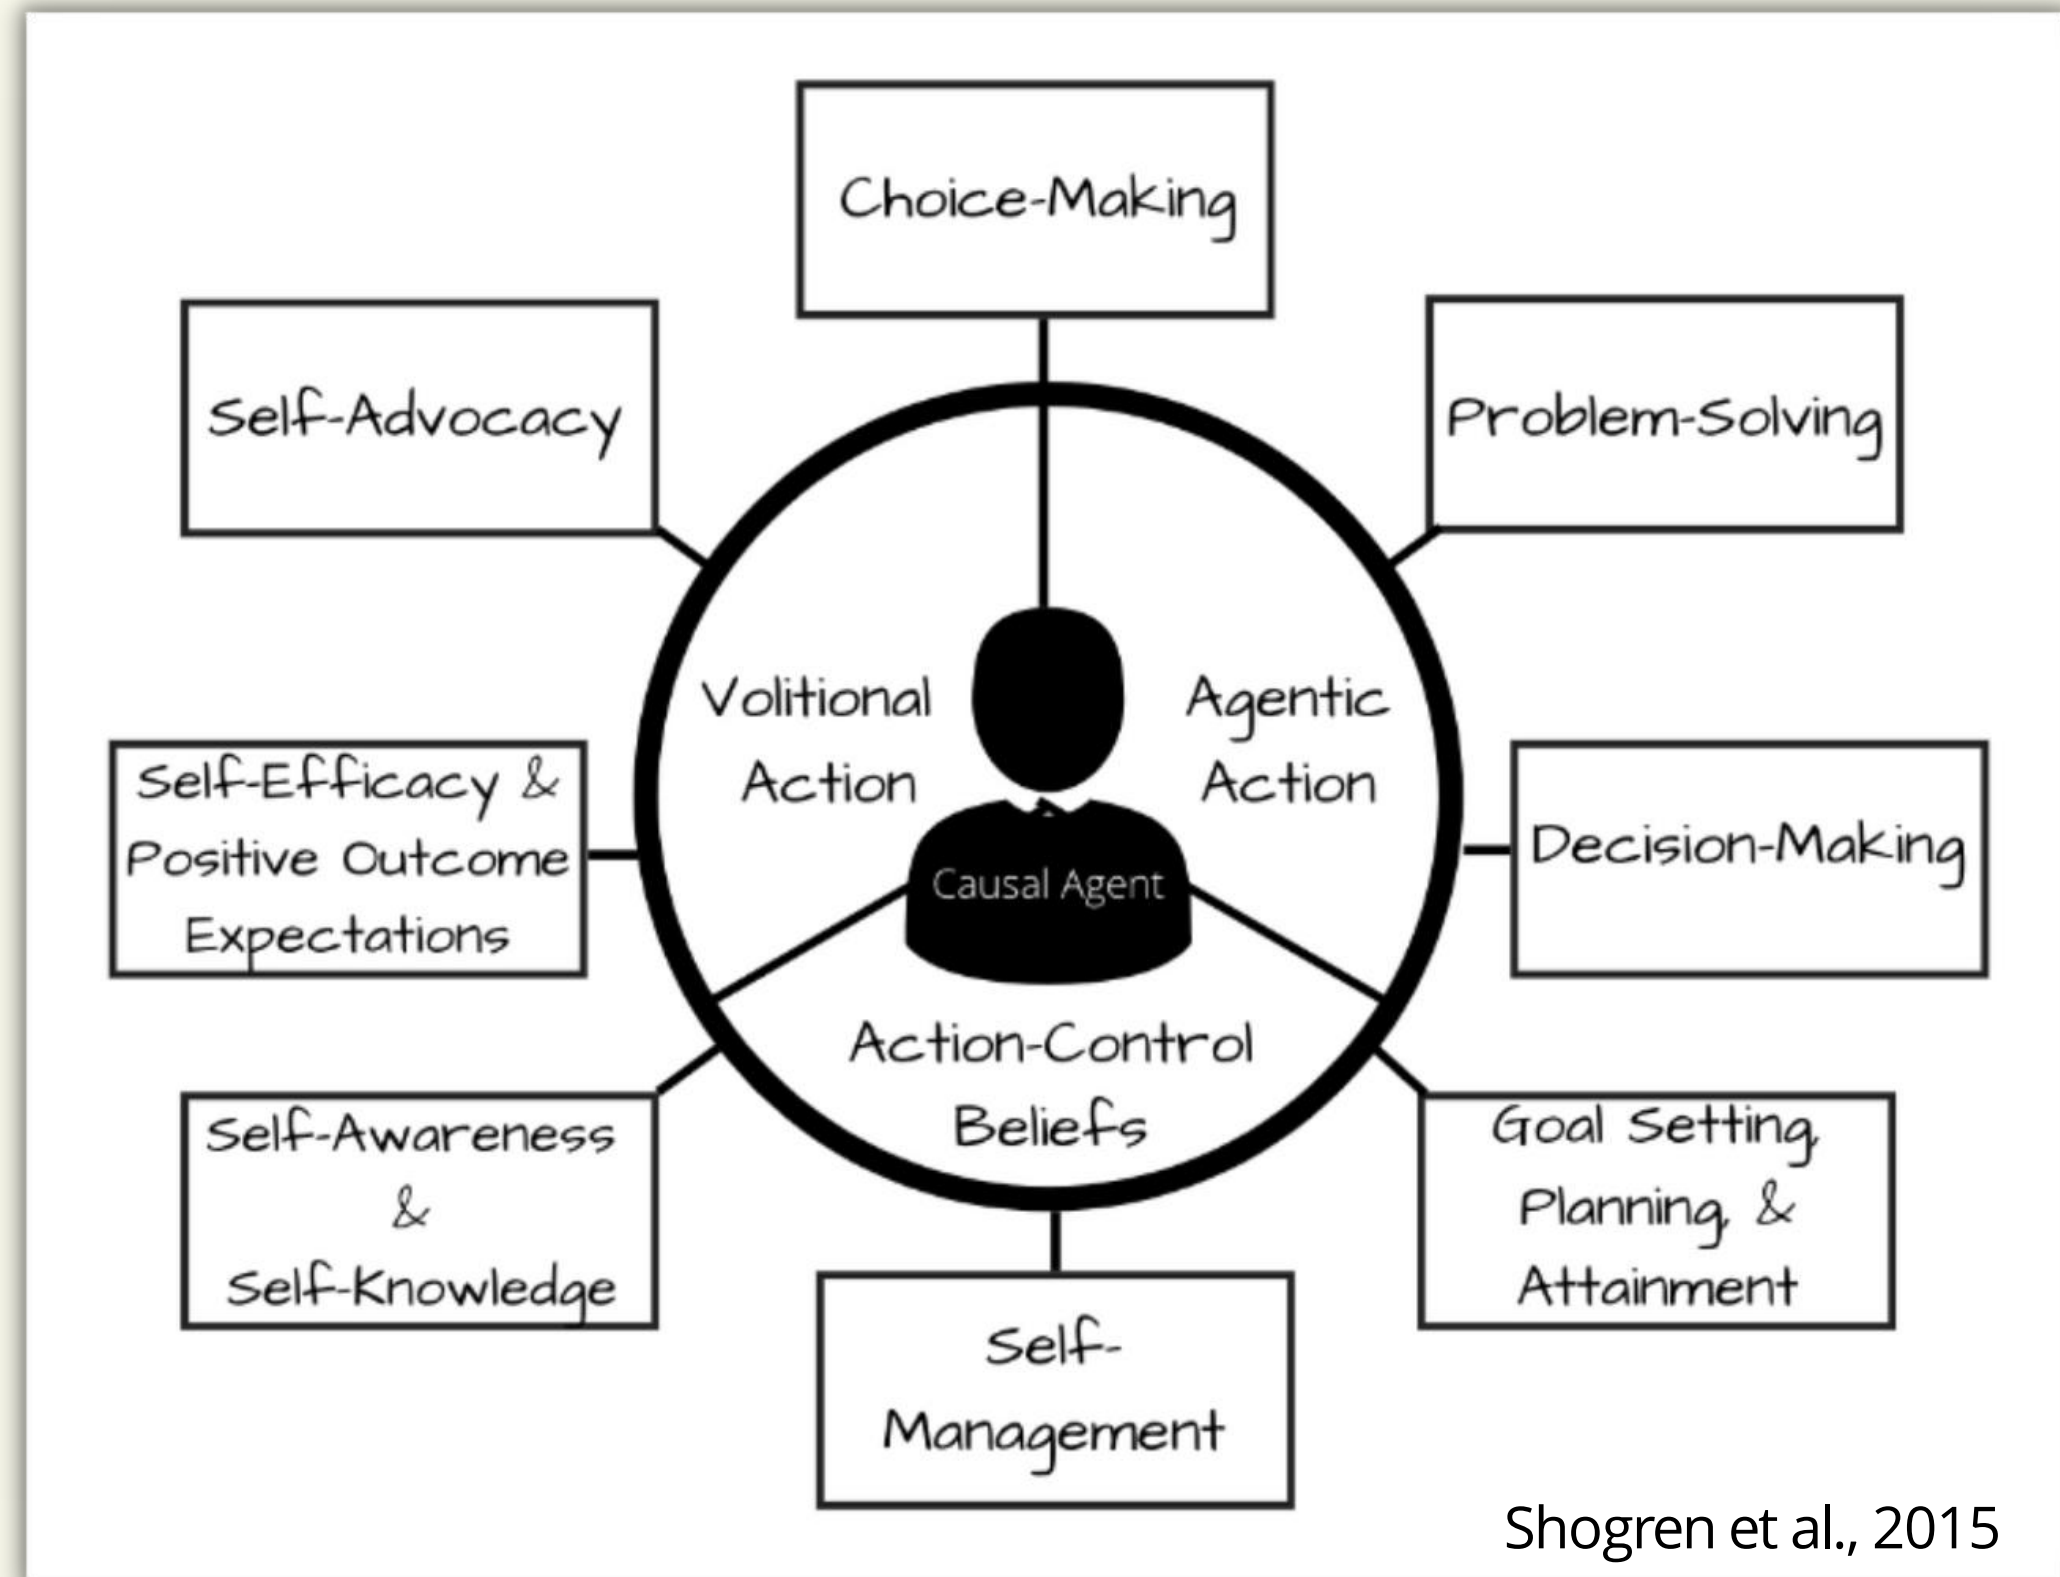 Choice-Making
Self-Advocacy
Problem-Solving
Volitional
Action
Agentic
Action
Causal Agent
Self-Efficacy &
Positive Outcome
Expectations
Decision-Making
Action-Control
Beliefs
Self-Awareness
&
Self-Knowledge
Goal Setting,
Planning, &
Attainment
Self-
Management
Shogren et al., 2015